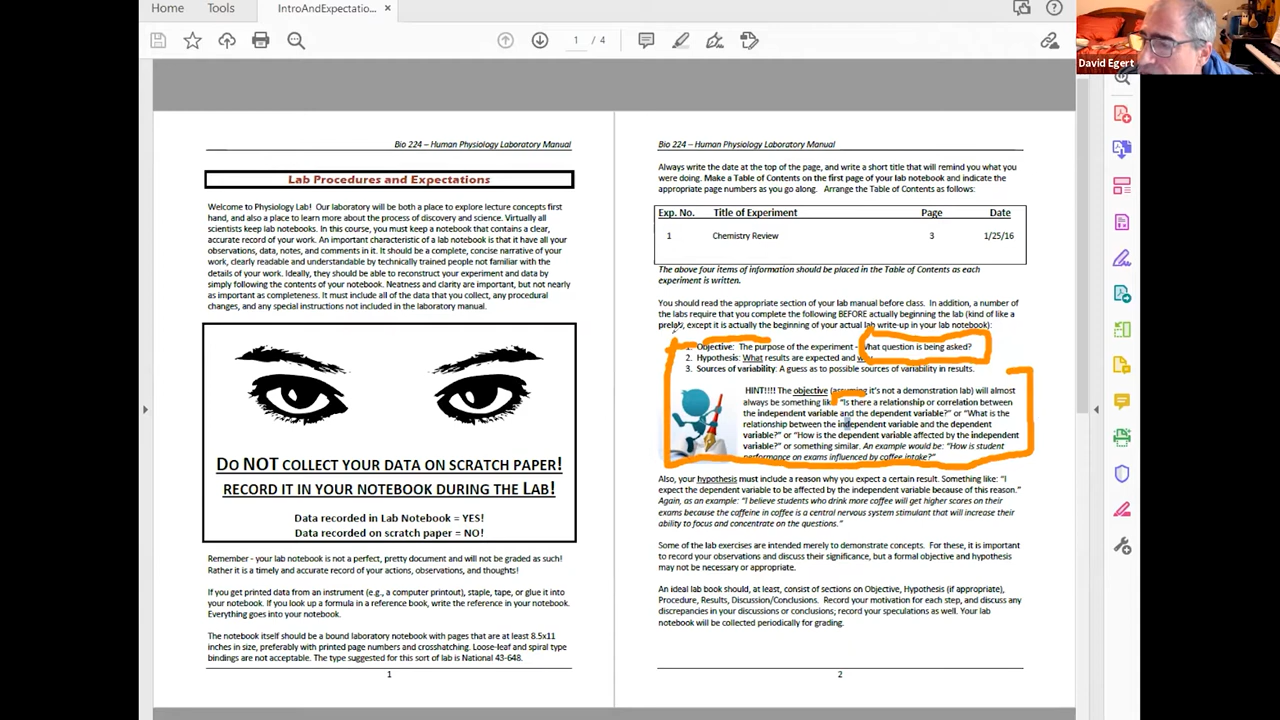 Home
Tools
IntroAndExpectatio...
×
1 / 4
David Egert
Bio 224 – Human Physiology Laboratory Manual
Lab Procedures and Expectations
Welcome to Physiology Lab! Our laboratory will be both a place to explore lecture concepts first
hand, and also a place to learn more about the process of discovery and science. Virtually all
scientists keep lab notebooks. In this course, you must keep a notebook that contains a clear,
accurate record of your work. An important characteristic of a lab notebook is that it have all your
observations, data, notes, and comments in it. It should be a complete, concise narrative of your
work, clearly readable and understandable by technically trained people not familiar with the
details of your work. Ideally, they should be able to reconstruct your experiment and data by
simply following the contents of your notebook. Neatness and clarity are important, but not nearly
as important as completeness. It must include all of the data that you collect, any procedural
changes, and any special instructions not included in the laboratory manual.
DO NOT COLLECT YOUR DATA ON SCRATCH PAPER!
RECORD IT IN YOUR NOTEBOOK DURING THE LAB!
Data recorded in Lab Notebook = YES!
Data recorded on scratch paper = NO!
Remember - your lab notebook is not a perfect, pretty document and will not be graded as such!
Rather it is a timely and accurate record of your actions, observations, and thoughts!
If you get printed data from an instrument (e.g., a computer printout), staple, tape, or glue it into
your notebook. If you look up a formula in a reference book, write the reference in your notebook.
Everything goes into your notebook.
The notebook itself should be a bound laboratory notebook with pages that are at least 8.5x11
inches in size, preferably with printed page numbers and crosshatching. Loose-leaf and spiral type
bindings are not acceptable. The type suggested for this sort of lab is National 43-648.
1
Bio 224 – Human Physiology Laboratory Manual
Always write the date at the top of the page, and write a short title that will remind you what you
were doing. Make a Table of Contents on the first page of your lab notebook and indicate the
appropriate page numbers as you go along. Arrange the Table of Contents as follows:
Exp. No. Title of Experiment Page Date
1 Chemistry Review 3 1/25/16
The above four items of information should be placed in the Table of Contents as each
experiment is written.
You should read the appropriate section of your lab manual before class. In addition, a number of
the labs require that you complete the following BEFORE actually beginning the lab (kind of like a
prelab, except it is actually the beginning of your actual lab write-up in your lab notebook):
1. Objective: The purpose of the experiment - What question is being asked?
2. Hypothesis: What results are expected and
3. Sources of variability: A guess as to possible sources of variability in results.
HINT!!!! The objective (assuming it's not a demonstration lab) will almost
always be something like "Is there a relationship or correlation between
the independent variable and the dependent variable?" or "What is the
relationship between the independent variable and the dependent
variable?" or "How is the dependent variable affected by the independent
variable?" or something similar. An example would be: "How is student
performance on exams influenced by coffee intake?"
Also, your hypothesis must include a reason why you expect a certain result. Something like: "I
expect the dependent variable to be affected by the independent variable because of this reason."
Again, as an example: "I believe students who drink more coffee will get higher scores on their
exams because the caffeine in coffee is a central nervous system stimulant that will increase their
ability to focus and concentrate on the questions."
Some of the lab exercises are intended merely to demonstrate concepts. For these, it is important
to record your observations and discuss their significance, but a formal objective and hypothesis
may not be necessary or appropriate.
An ideal lab book should, at least, consist of sections on Objective, Hypothesis (if appropriate),
Procedure, Results, Discussion/Conclusions. Record your motivation for each step, and discuss any
discrepancies in your discussions or conclusions; record your speculations as well. Your lab
notebook will be collected periodically for grading.
2